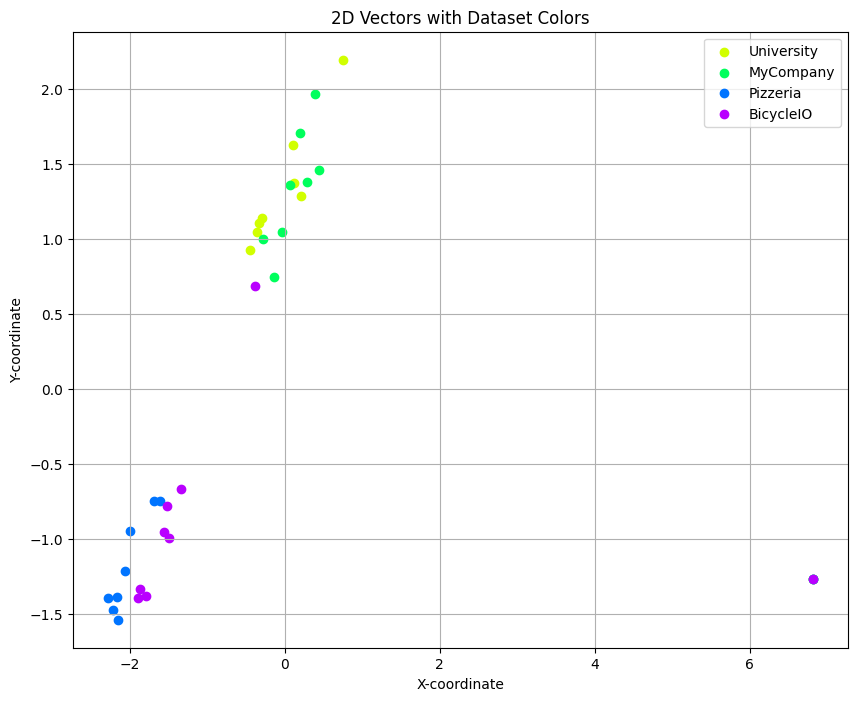 2D Vectors with Dataset Colors
University
MyCompany
Pizzeria
BicycleIO
Y-coordinate
2.0
1.5
1.0
0.5
0.0
−0.5
−1.0
−1.5
−2
0
2
4
6
X-coordinate